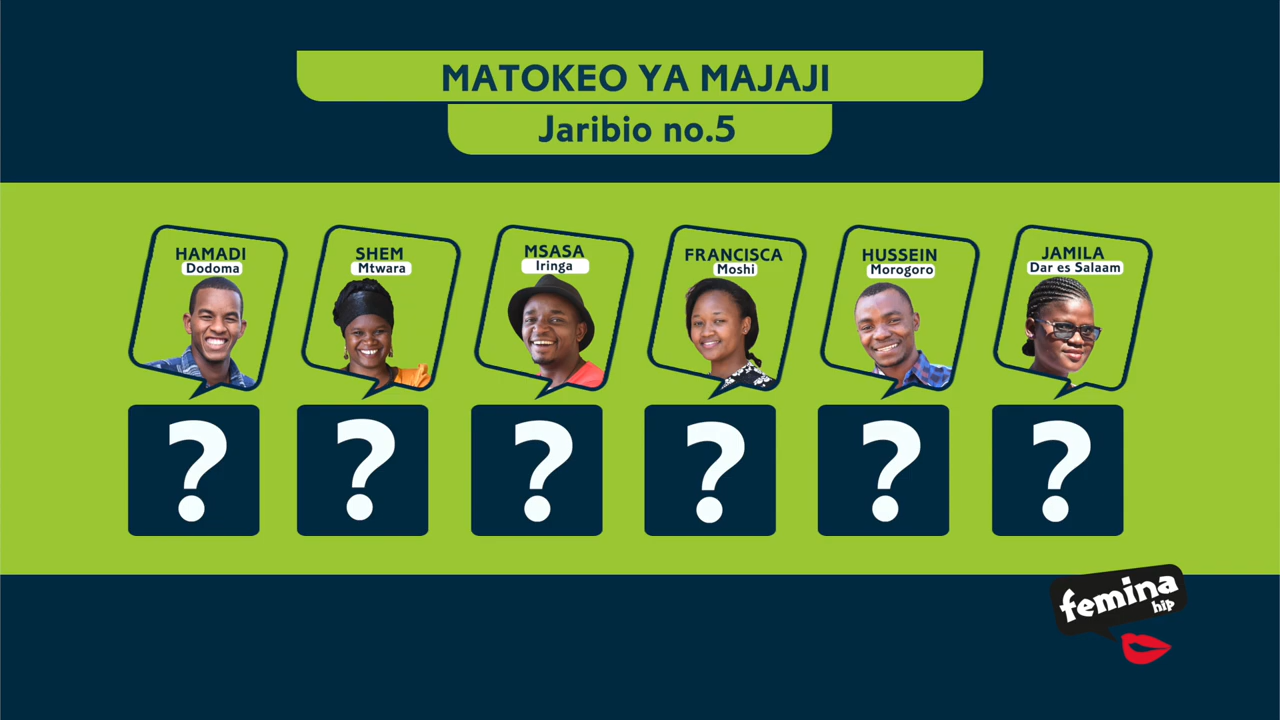 MATOKEO YA MAJAJI
Jaribio no.5
HAMADI
Dodoma
SHEM
Mtwara
MSASA
Iringa
FRANCISCA
Moshi
HUSSEIN
Morogoro
JAMILA
Dar es Salaam
? ? ? ? ? ?
femina
hip